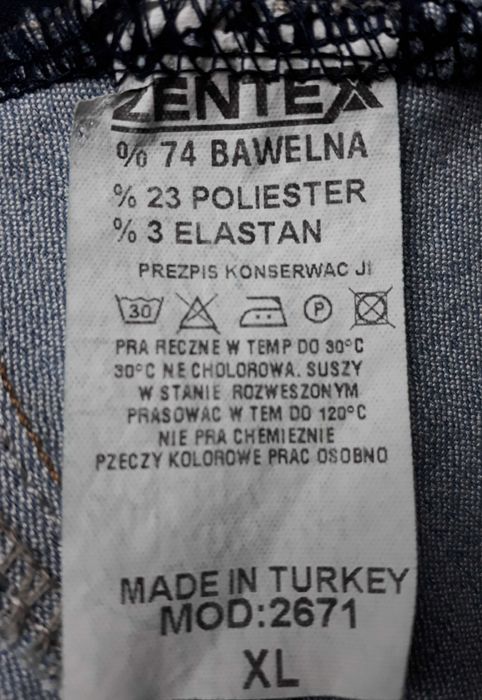 ZENTEX
% 74 BAWELNA
% 23 POLIESTER
% 3 ELASTAN
PREZPIS KONSERWAC JI
30 P
PRA RECZNE W TEMP DO 30°C
30°C NE CHOLOROWA. SUSZY
W STANIE ROZWESZONYM
PRASOWAC W TEM DO 120°C
NIE PRA CHEMIEZNIE
PZECZY KOLOROWE PRAC OSOBNO
MADE IN TURKEY
MOD:2671
XL